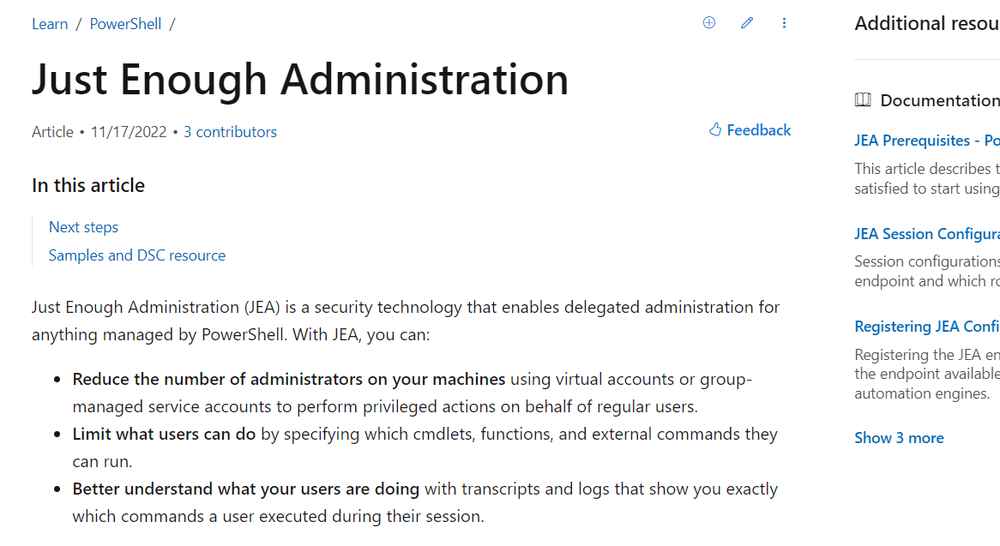 Learn / PowerShell /
Just Enough Administration
Article • 11/17/2022 • 3 contributors
Feedback
In this article
Next steps
Samples and DSC resource
Just Enough Administration (JEA) is a security technology that enables delegated administration for
anything managed by PowerShell. With JEA, you can:
• Reduce the number of administrators on your machines using virtual accounts or group-
managed service accounts to perform privileged actions on behalf of regular users.
• Limit what users can do by specifying which cmdlets, functions, and external commands they
can run.
• Better understand what your users are doing with transcripts and logs that show you exactly
which commands a user executed during their session.
Additional resou
Documentation
JEA Prerequisites - Po
This article describes t
satisfied to start using
JEA Session Configura
Session configurations
endpoint and which ro
Registering JEA Confi
Registering the JEA en
the endpoint available
automation engines.
Show 3 more